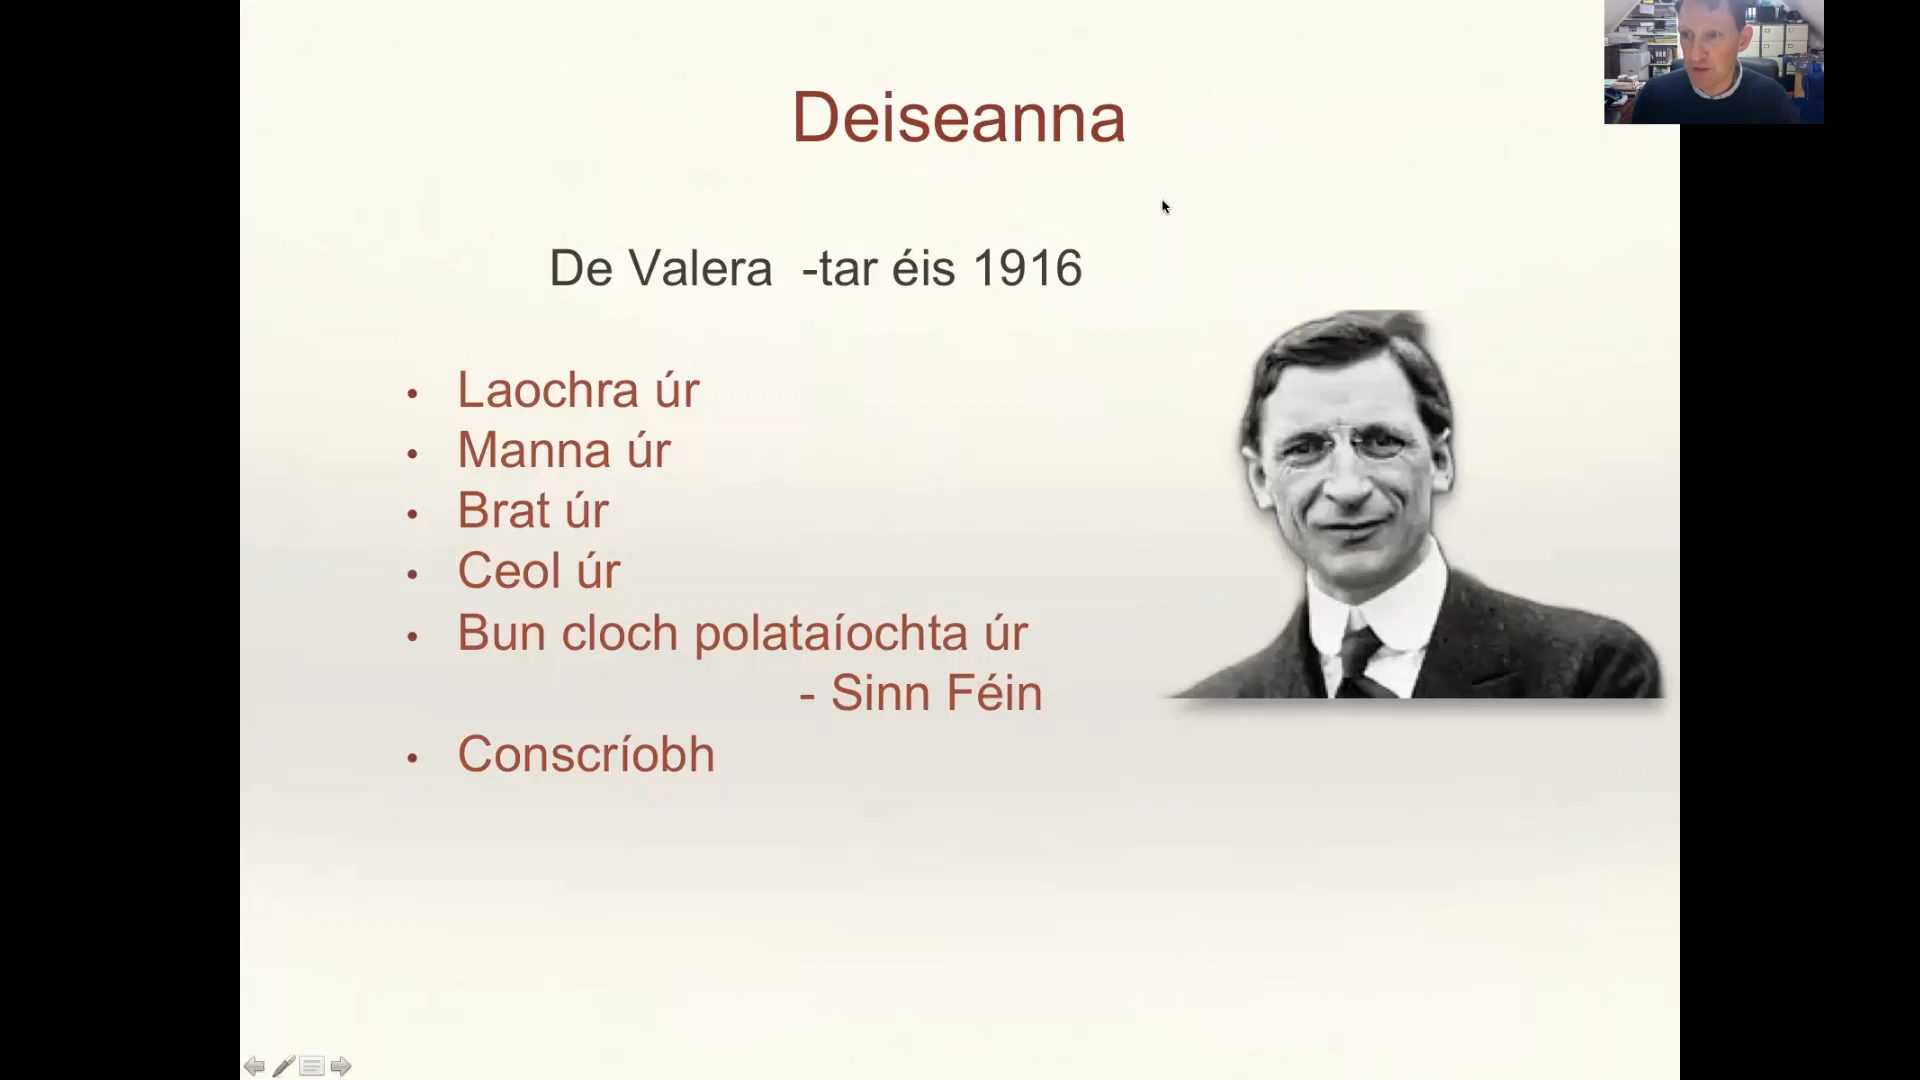 Deiseanna
De Valera -tar éis 1916
• Laochra úr
• Manna úr
• Brat úr
• Ceol úr
• Bun cloch polataíochta úr
- Sinn Féin
• Conscríobh